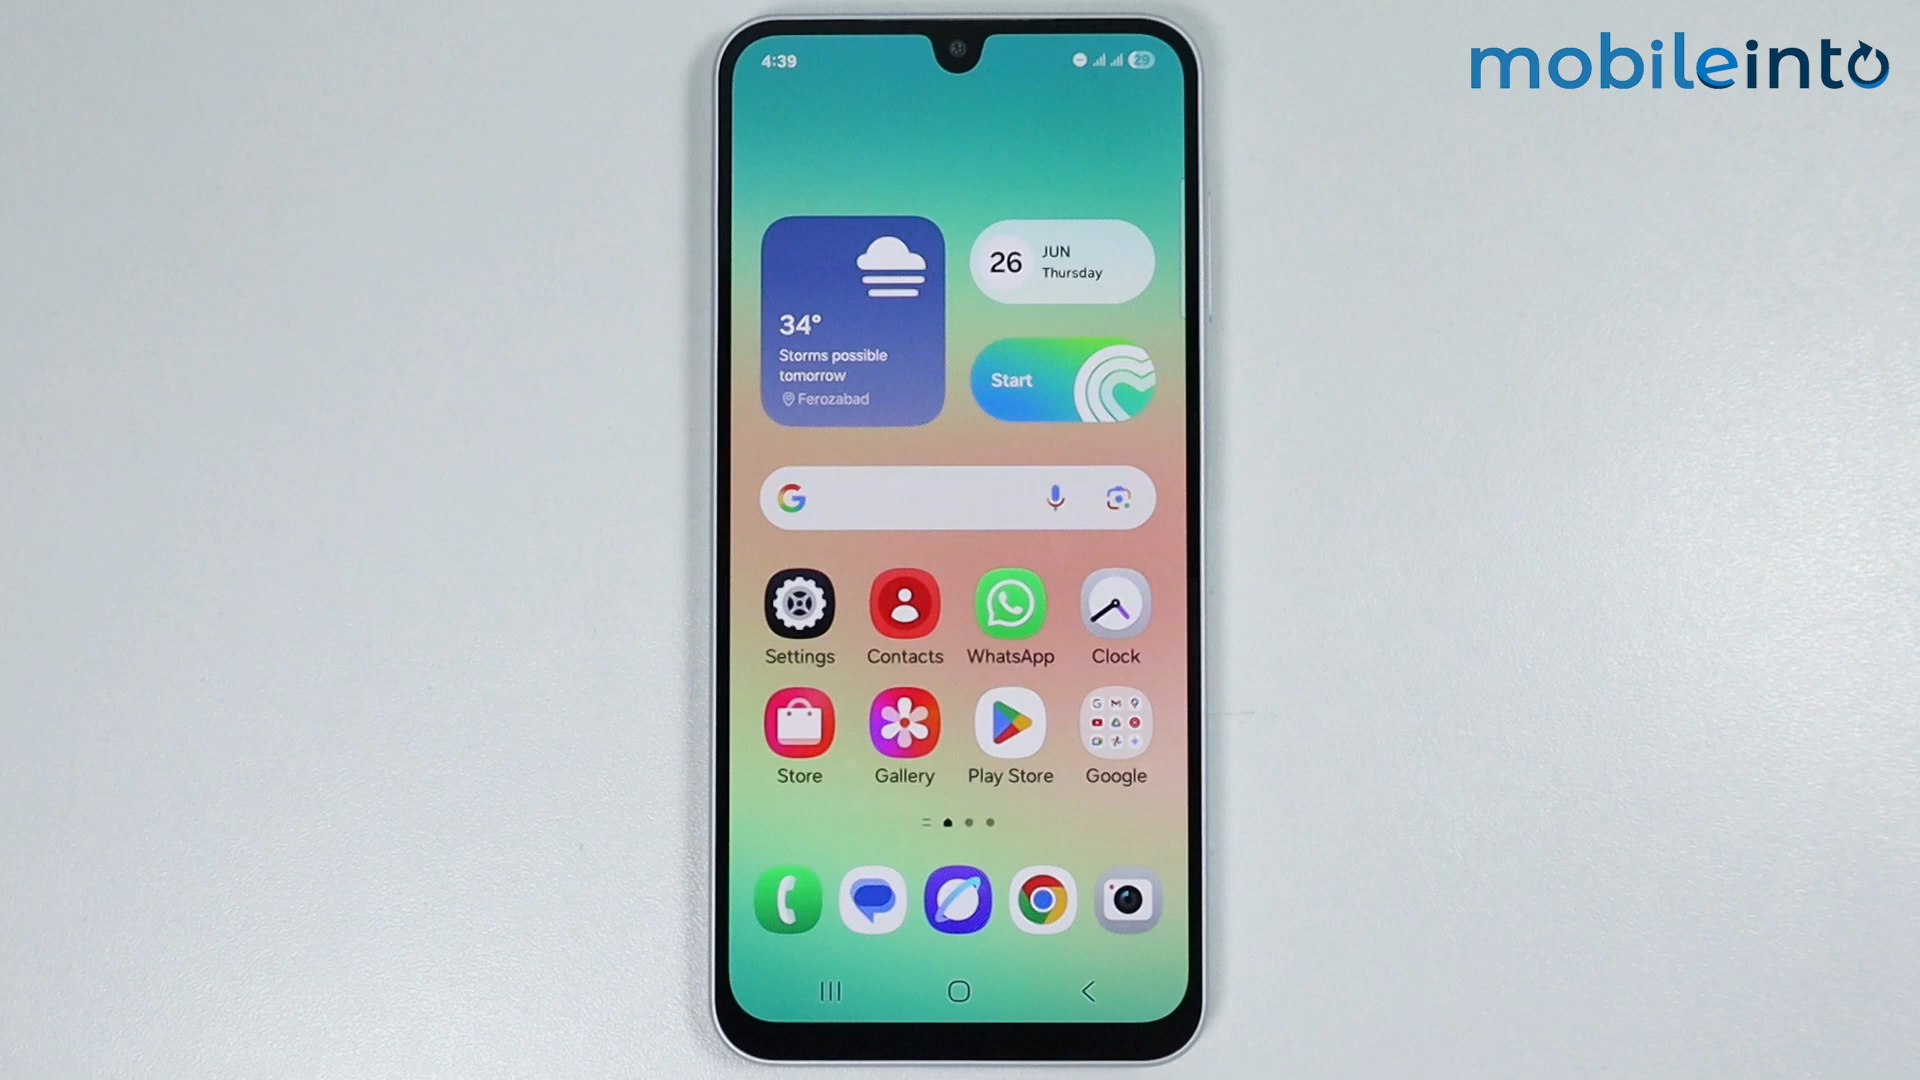 mobileinto
4:39
29
34°
Storms possible
tomorrow
Ferozabad
26
JUN
Thursday
Start
Settings
Contacts
WhatsApp
Clock
Store
Gallery
Play Store
Google